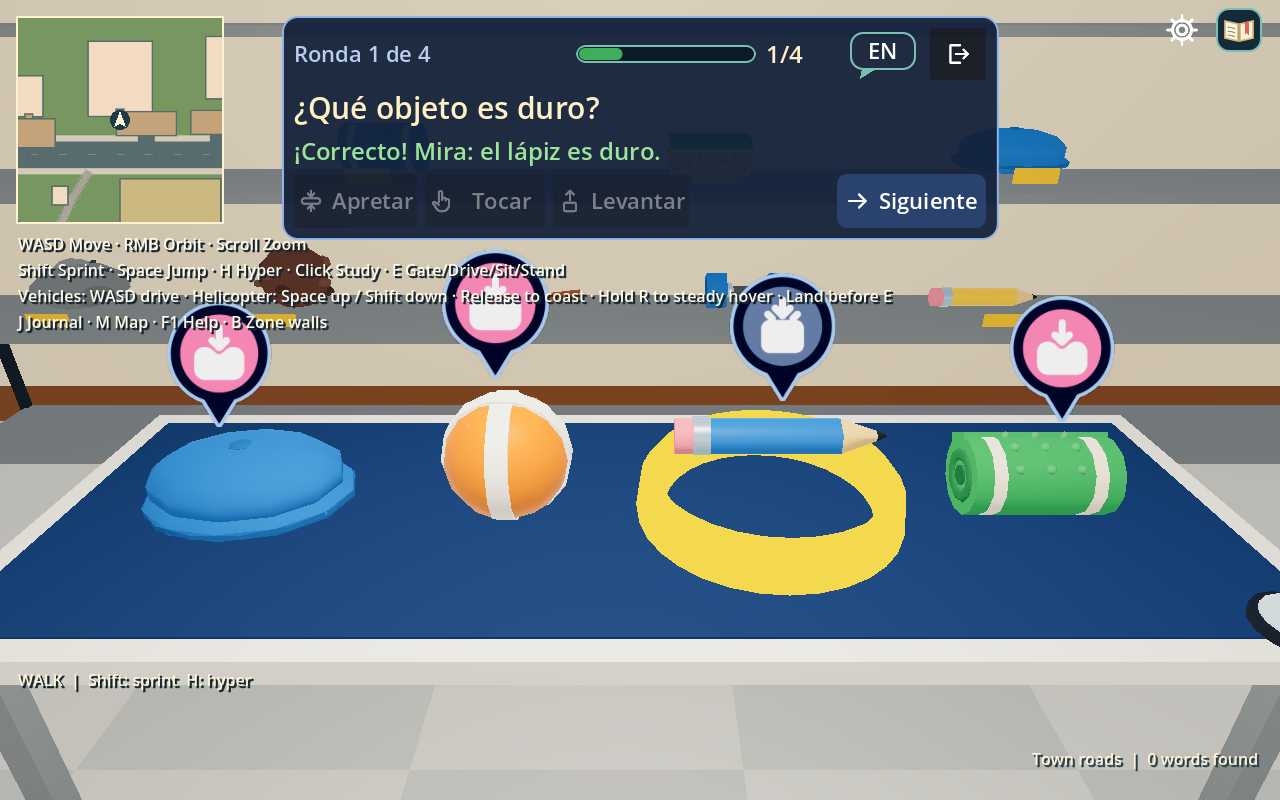 Ronda 1 de 4
1/4
EN
¿Qué objeto es duro?
¡Correcto! Mira: el lápiz es duro.
Apretar
Tocar
Levantar
Siguiente
WASD Move · RMB Orbit · Scroll Zoom
Shift Sprint · Space Jump · H Hyper · Click Study · E Gate/Drive/Sit/Stand
Vehicles: WASD drive · Helicopter: Space up / Shift down · Release to coast · Hold R to steady hover · Land before E
J Journal · M Map · F1 Help · B Zone walls
WALK | Shift: sprint H: hyper
Town roads | 0 words found